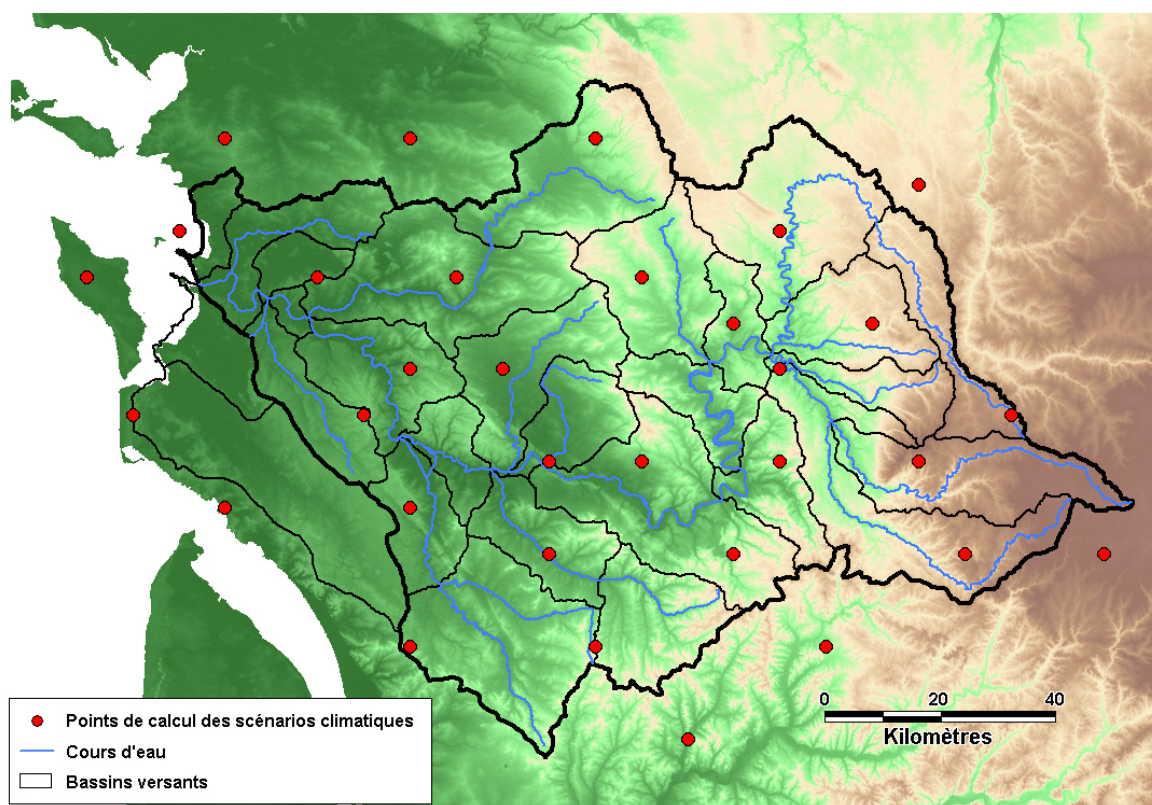 0 20 40
Kilomètres
Points de calcul des scénarios climatiques
Cours d'eau
Bassins versants